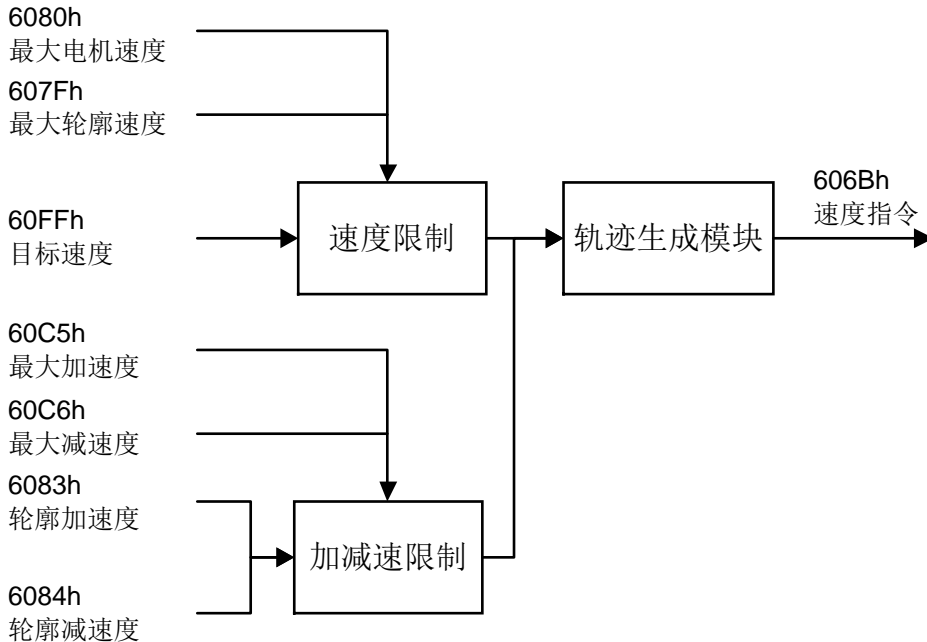 6080h
最大电机速度
607Fh
最大轮廓速度
60FFh
目标速度
速度限制
轨迹生成模块
606Bh
速度指令
60C5h
最大加速度
60C6h
最大减速度
6083h
轮廓加速度
加减速限制
6084h
轮廓减速度